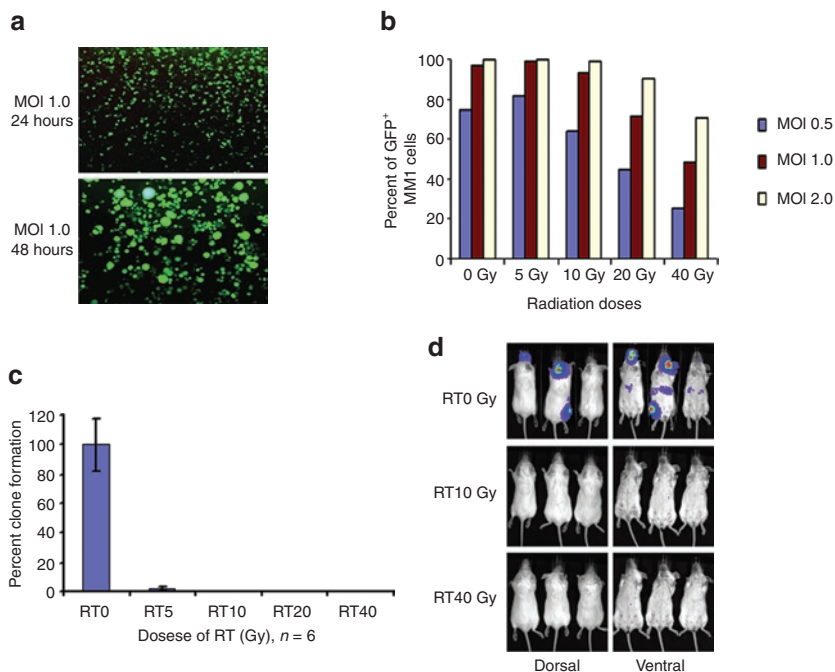 a
MOI 1.0
24 hours
MOI 1.0
48 hours
b
Percent of GFP+
MM1 cells
100
80
60
40
20
0
0 Gy 5 Gy 10 Gy 20 Gy 40 Gy
Radiation doses
MOI 0.5
MOI 1.0
MOI 2.0
c
Percent clone formation
120
100
80
60
40
20
0
RT0 RT5 RT10 RT20 RT40
Dosese of RT (Gy), n = 6
d
RT0 Gy
RT10 Gy
RT40 Gy
Dorsal Ventral